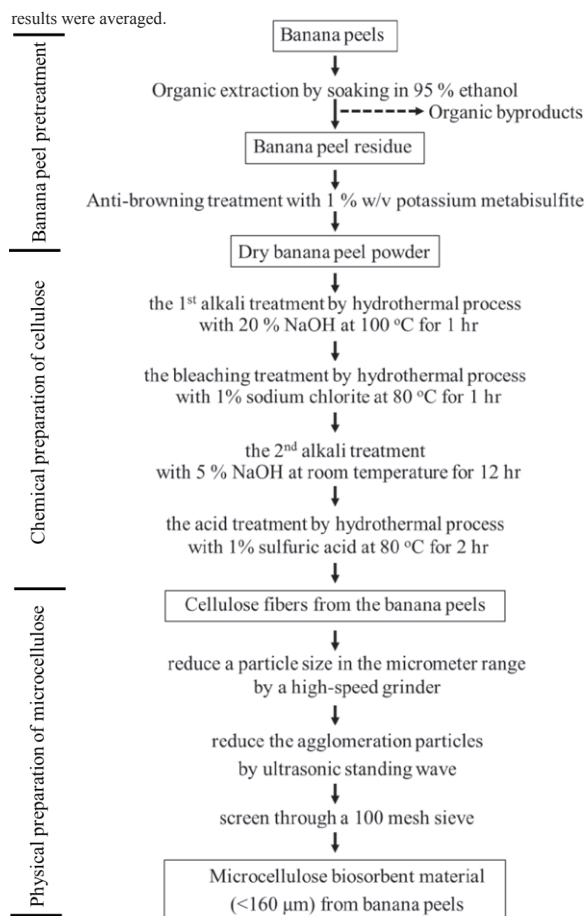 results were averaged.
Banana peel pretreatment
Banana peels
Organic extraction by soaking in 95 % ethanol
Organic byproducts
Banana peel residue
Anti-browning treatment with 1 % w/v potassium metabisulfite
Dry banana peel powder
Chemical preparation of cellulose
the 1st alkali treatment by hydrothermal process
with 20 % NaOH at 100 °C for 1 hr
the bleaching treatment by hydrothermal process
with 1% sodium chlorite at 80 °C for 1 hr
the 2nd alkali treatment
with 5 % NaOH at room temperature for 12 hr
the acid treatment by hydrothermal process
with 1% sulfuric acid at 80 °C for 2 hr
Cellulose fibers from the banana peels
Physical preparation of microcellulose
reduce a particle size in the micrometer range
by a high-speed grinder
reduce the agglomeration particles
by ultrasonic standing wave
screen through a 100 mesh sieve
Microcellulose biosorbent material
(<160 μm) from banana peels